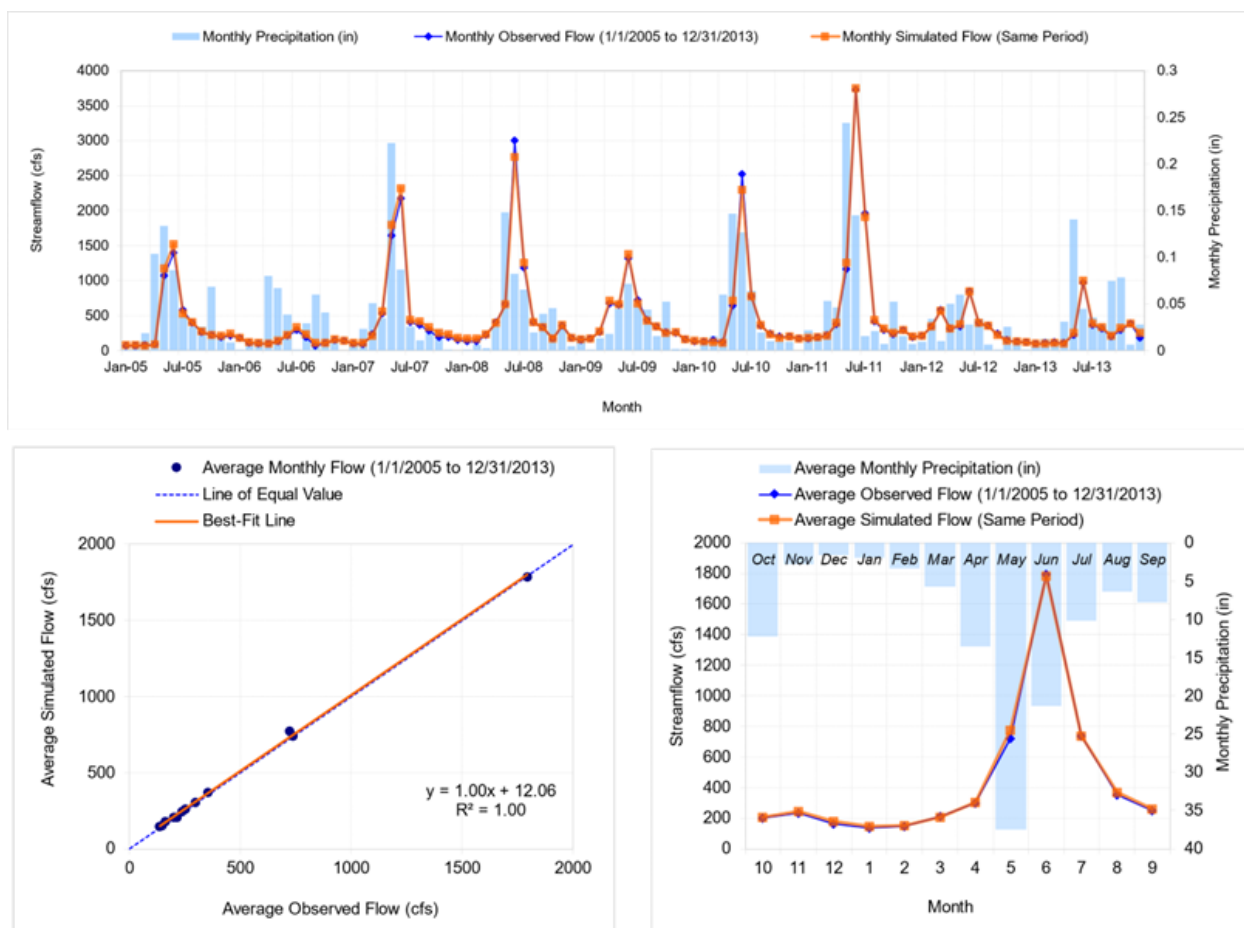 Monthly Precipitation (in) Monthly Observed Flow (1/1/2005 to 12/31/2013) Monthly Simulated Flow (Same Period)
4000 0.3
3500
0.25
3000
2500 0.2
2000 0.15
1500
0.1
1000
0.05
500
0 0
Streamflow (cfs)
Monthly Precipitation (in)
Jan-05 Jul-05 Jan-06 Jul-06 Jan-07 Jul-07 Jan-08 Jul-08 Jan-09 Jul-09 Jan-10 Jul-10 Jan-11 Jul-11 Jan-12 Jul-12 Jan-13 Jul-13
Month
Average Monthly Flow (1/1/2005 to 12/31/2013)
Line of Equal Value
Best-Fit Line
2000
1500
1000
500
0
Average Simulated Flow (cfs)
y = 1.00x + 12.06
R² = 1.00
0 500 1000 1500 2000
Average Observed Flow (cfs)
Average Monthly Precipitation (in)
Average Observed Flow (1/1/2005 to 12/31/2013)
Average Simulated Flow (Same Period)
2000 0
Oct Nov Dec Jan Feb Mar Apr May Jun Jul Aug Sep
1800
5
1600
10
1400
1200 15
1000 20
800
25
600
30
400
35
200
0 40
Streamflow (cfs)
Monthly Precipitation (in)
10 11 12 1 2 3 4 5 6 7 8 9
Month